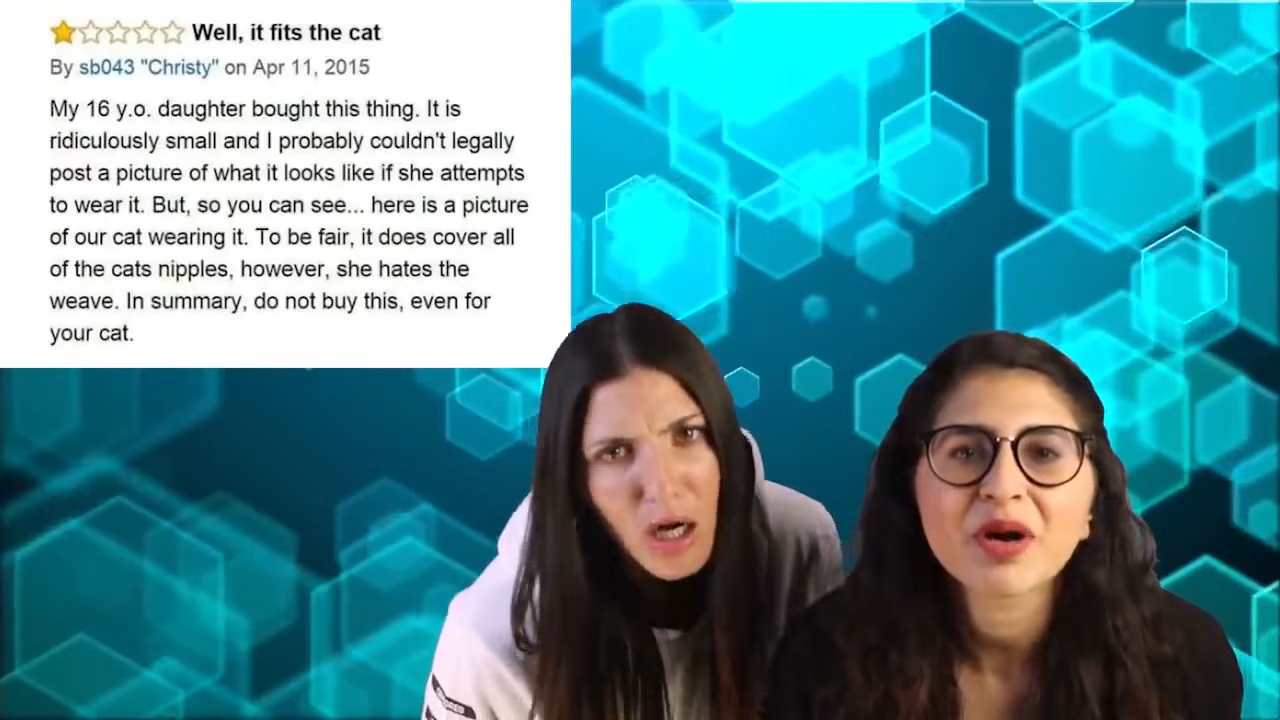 Well, it fits the cat
By sb043 "Christy" on Apr 11, 2015
My 16 y.o. daughter bought this thing. It is
ridiculously small and I probably couldn't legally
post a picture of what it looks like if she attempts
to wear it. But, so you can see... here is a picture
of our cat wearing it. To be fair, it does cover all
of the cats nipples, however, she hates the
weave. In summary, do not buy this, even for
your cat.